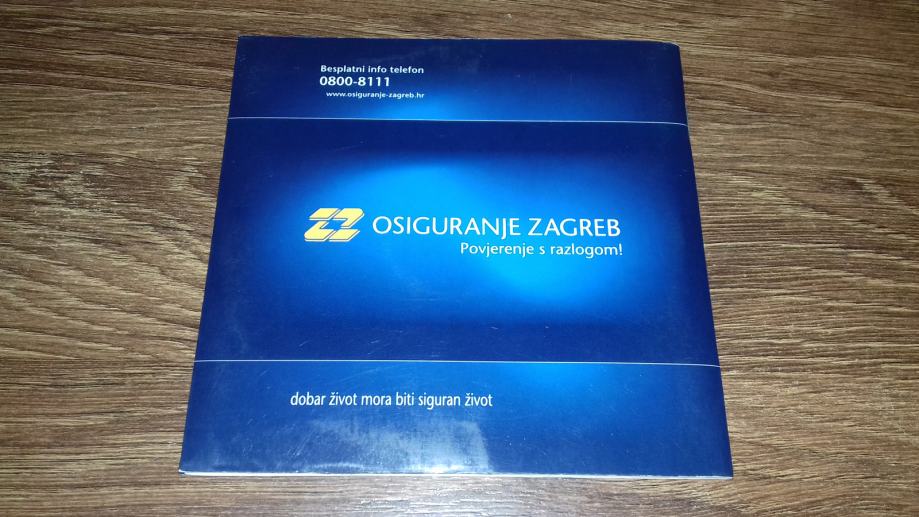 Besplatni info telefon
0800-8111
www.osiguranje-zagreb.hr
OSIGURANJE ZAGREB
Povjerenje s razlogom!
dobar život mora biti siguran život